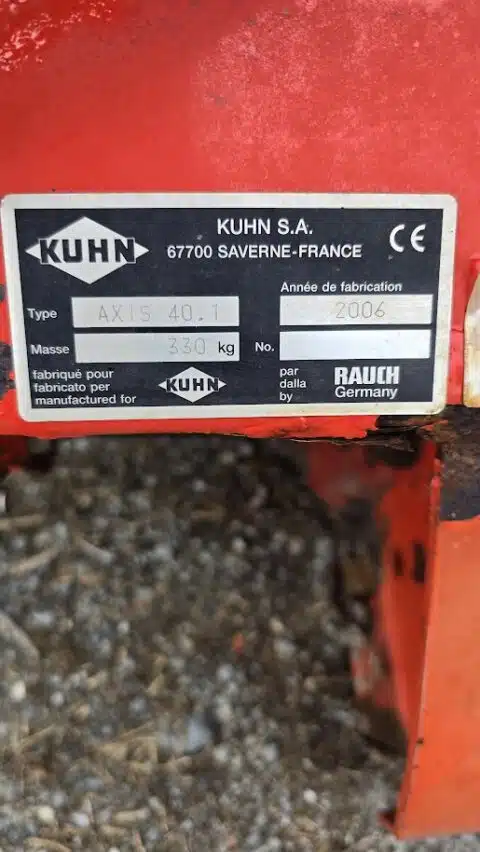 KUHN
KUHN S.A.
67700 SAVERNE-FRANCE
CE
Année de fabrication
Type AXIS 40.1 2006
Masse 330 kg No.
fabriqué pour
fabricato per
manufactured for
KUHN
par
dalla
by
RAUCH
Germany